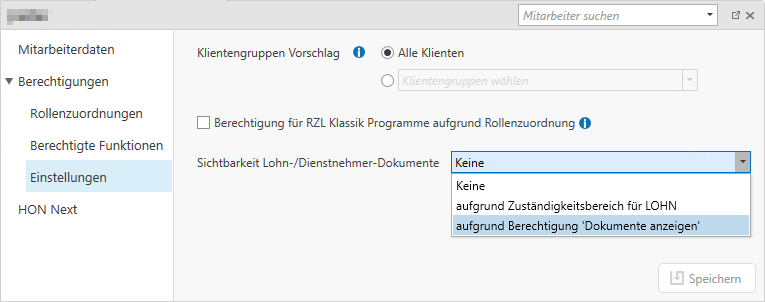 Mitarbeiter suchen
Mitarbeiterdaten
Berechtigungen
Rollenzuordnungen
Berechtigte Funktionen
Einstellungen
HON Next
Klientengruppen Vorschlag
Alle Klienten
Klientengruppen wählen
Berechtigung für RZL Klassik Programme aufgrund Rollenzuordnung
Sichtbarkeit Lohn-/Dienstnehmer-Dokumente
Keine
Keine
aufgrund Zuständigkeitsbereich für LOHN
aufgrund Berechtigung 'Dokumente anzeigen'
Speichern